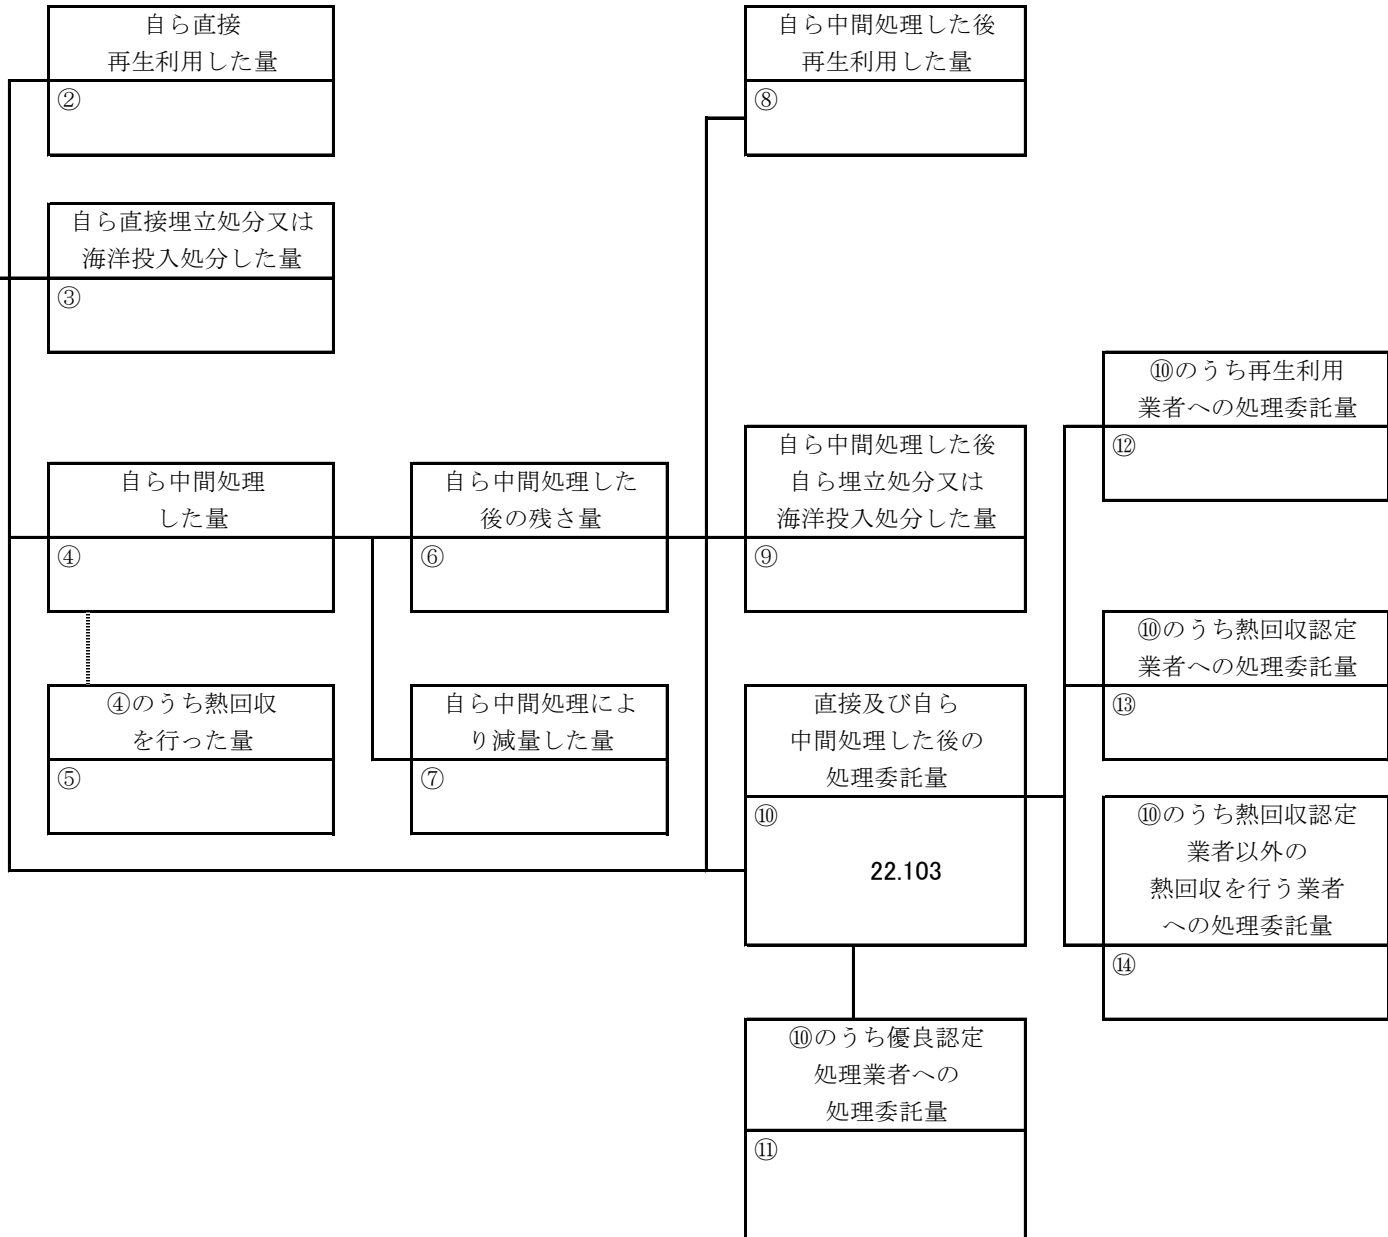 自ら直接
再生利用した量
②
自ら中間処理した後
再生利用した量
⑧
自ら直接埋立処分又は
海洋投入処分した量
③
⑩のうち再生利用
業者への処理委託量
⑫
自ら中間処理
した量
④
自ら中間処理した
後の残さ量
⑥
自ら中間処理した後
自ら埋立処分又は
海洋投入処分した量
⑨
⑩のうち熱回収認定
業者への処理委託量
⑬
④のうち熱回収
を行った量
⑤
自ら中間処理によ
り減量した量
⑦
直接及び自ら
中間処理した後の
処理委託量
⑩
22.103
⑩のうち熱回収認定
業者以外の
熱回収を行う業者
への処理委託量
⑭
⑩のうち優良認定
処理業者への
処理委託量
⑪